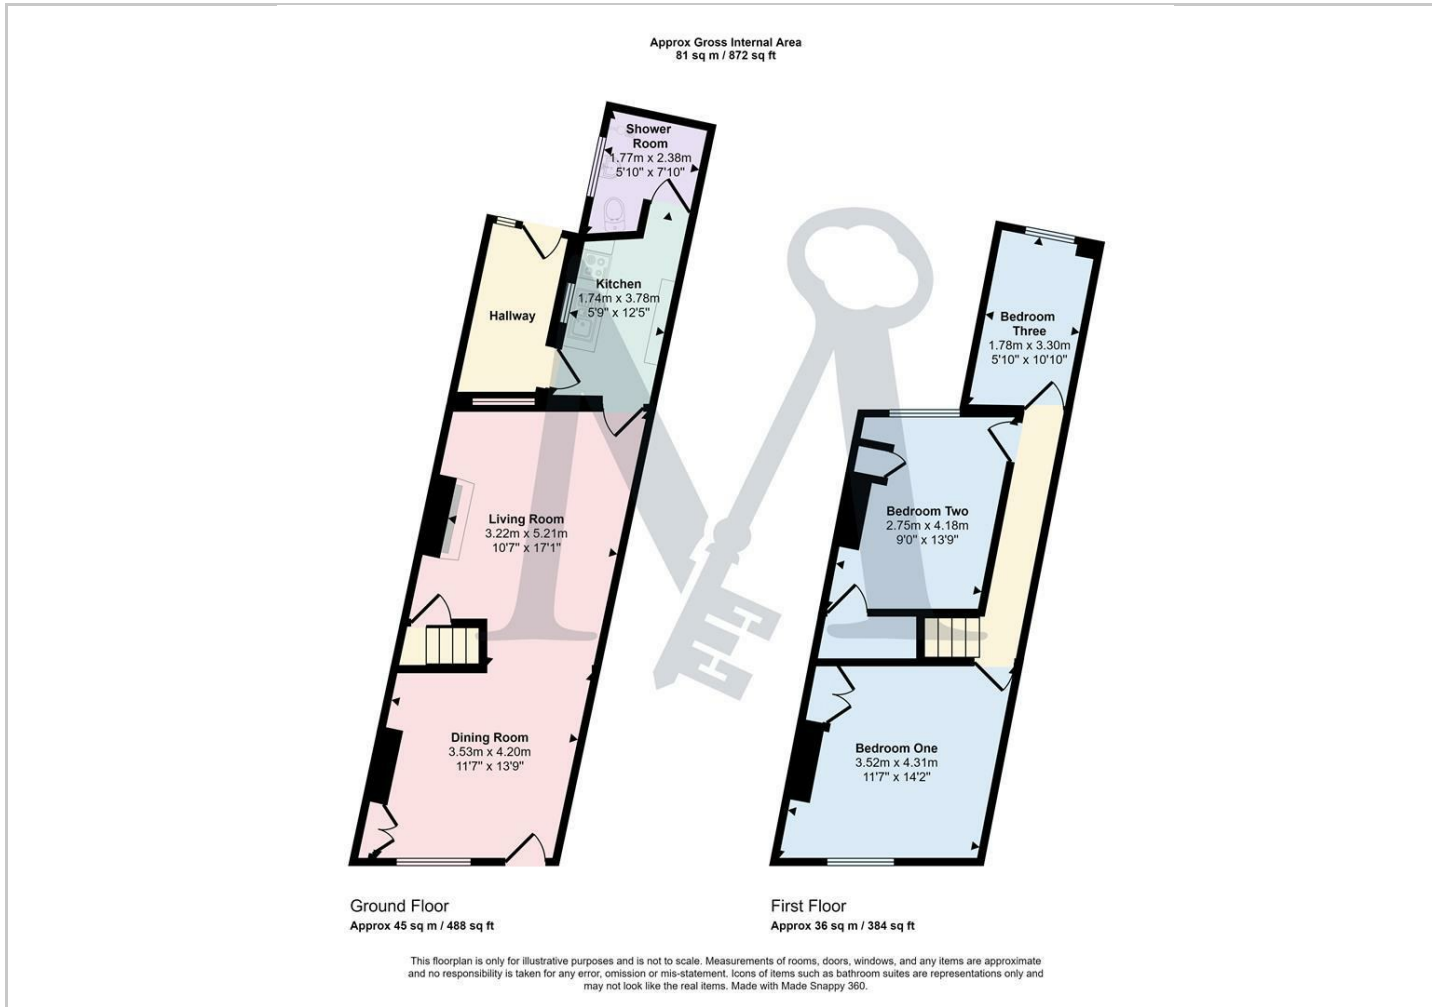 Approx Gross Internal Area
81 sq m / 872 sq ft
Shower
Room
1.77m x 2.38m
5'10" x 7'10"
Kitchen
1.74m x 3.78m
5'9" x 12'5"
Hallway
Living Room
3.22m x 5.21m
10'7" x 17'1"
Dining Room
3.53m x 4.20m
11'7" x 13'9"
Ground Floor
Approx 45 sq m / 488 sq ft
Bedroom
Three
1.78m x 3.30m
5'10" x 10'10"
Bedroom Two
2.75m x 4.18m
9'0" x 13'9"
Bedroom One
3.52m x 4.31m
11'7" x 14'2"
First Floor
Approx 36 sq m / 384 sq ft
This floorplan is only for illustrative purposes and is not to scale. Measurements of rooms, doors, windows, and any items are approximate
and no responsibility is taken for any error, omission or mis-statement. Icons of items such as bathroom suites are representations only and
may not look like the real items. Made with Made Snappy 360.